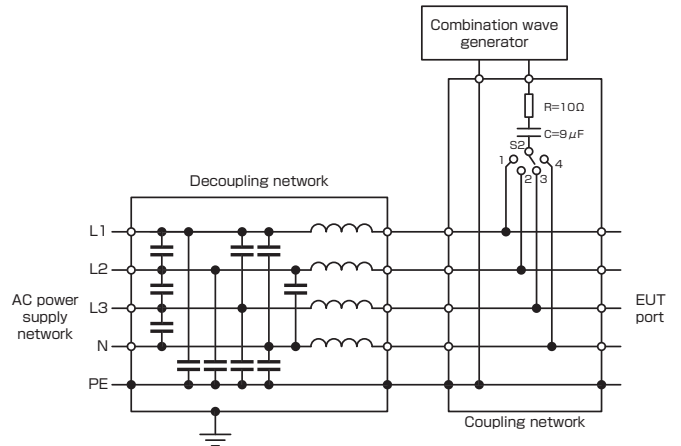 Combination wave
generator
R=10Ω
C=9μF
S2
1
2
3
4
Decoupling network
L1
L2
L3
N
PE
AC power
supply
network
EUT
port
Coupling network